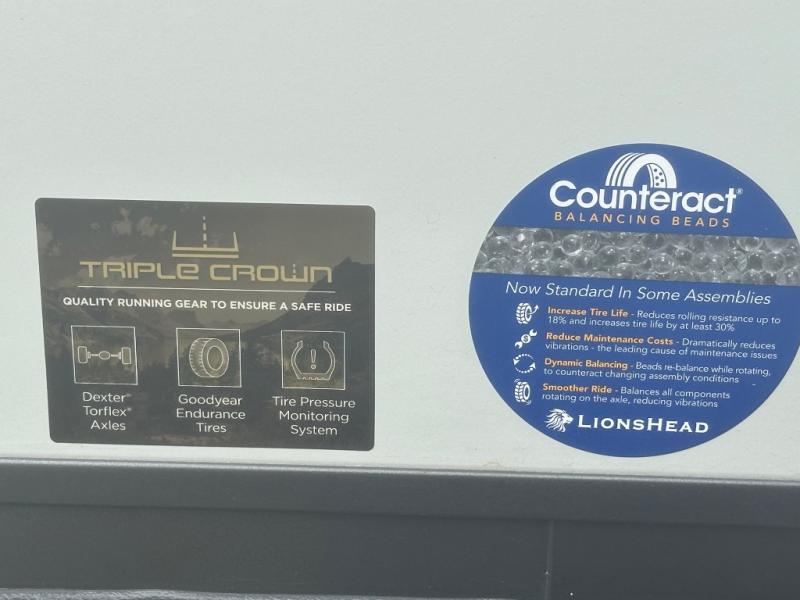 TRIPLE CROWN
QUALITY RUNNING GEAR TO ENSURE A SAFE RIDE
Dexter®
Torflex®
Axles
Goodyear
Endurance
Tires
Tire Pressure
Monitoring
System
Counteract®
BALANCING BEADS
Now Standard In Some Assemblies
Increase Tire Life - Reduces rolling resistance up to
18% and increases tire life by at least 30%
Reduce Maintenance Costs - Dramatically reduces
vibrations - the leading cause of maintenance issues
Dynamic Balancing - Beads re-balance while rotating,
to counteract changing assembly conditions
Smoother Ride - Balances all components
rotating on the axle, reducing vibrations
LIONSHEAD